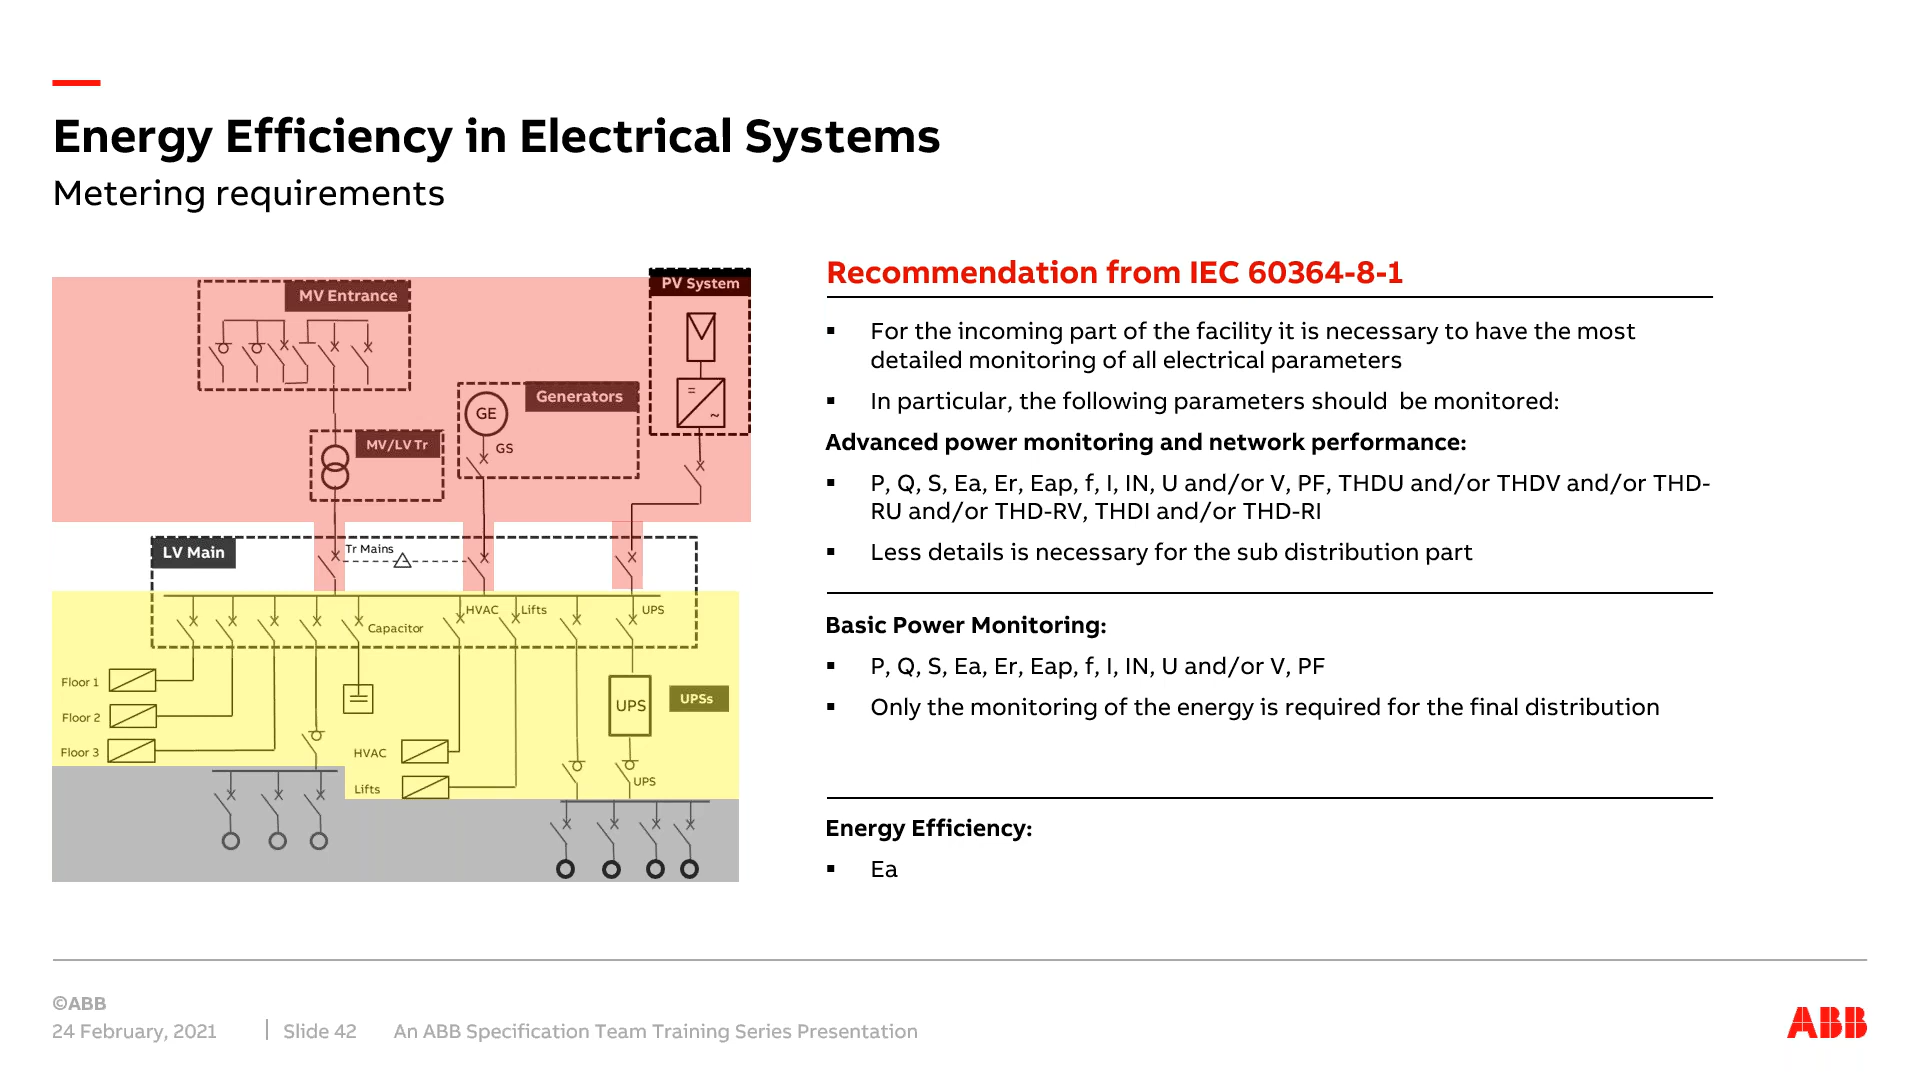 Energy Efficiency in Electrical Systems
Metering requirements
MV Entrance
PV System
Generators
GE
GS
=
~
MV/LV Tr
LV Main
Tr Mains
Capacitor
HVAC
Lifts
UPS
Floor 1
Floor 2
Floor 3
UPS
UPSs
HVAC
Lifts
UPS
Recommendation from IEC 60364-8-1
▪ For the incoming part of the facility it is necessary to have the most
detailed monitoring of all electrical parameters
▪ In particular, the following parameters should  be monitored:
Advanced power monitoring and network performance:
▪ P, Q, S, Ea, Er, Eap, f, I, IN, U and/or V, PF, THDU and/or THDV and/or THD-
RU and/or THD-RV, THDI and/or THD-RI
▪ Less details is necessary for the sub distribution part
Basic Power Monitoring:
▪ P, Q, S, Ea, Er, Eap, f, I, IN, U and/or V, PF
▪ Only the monitoring of the energy is required for the final distribution
Energy Efficiency:
▪ Ea
©ABB
24 February, 2021 | Slide 42 An ABB Specification Team Training Series Presentation
ABB